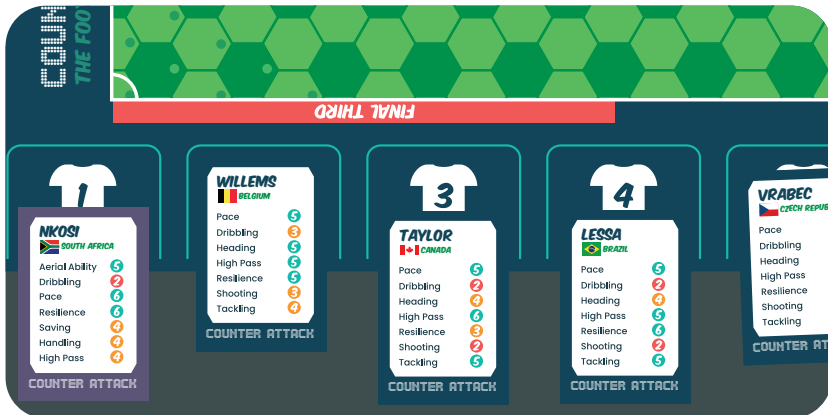 COUN
THE FOO
FINAL THIRD
1
NKOSI
SOUTH AFRICA
Aerial Ability 5
Dribbling 2
Pace 6
Resilience 6
Saving 4
Handling 4
High Pass 4
COUNTER ATTACK
WILLEMS
BELGIUM
Pace 5
Dribbling 3
Heading 5
High Pass 5
Resilience 5
Shooting 3
Tackling 4
COUNTER ATTACK
3
TAYLOR
CANADA
Pace 5
Dribbling 2
Heading 4
High Pass 6
Resilience 3
Shooting 2
Tackling 5
COUNTER ATTACK
4
LESSA
BRAZIL
Pace 5
Dribbling 2
Heading 4
High Pass 5
Resilience 6
Shooting 2
Tackling 5
COUNTER ATTACK
VRABEC
CZECH REPUB
Pace
Dribbling
Heading
High Pass
Resilience
Shooting
Tackling
COUNTER AT